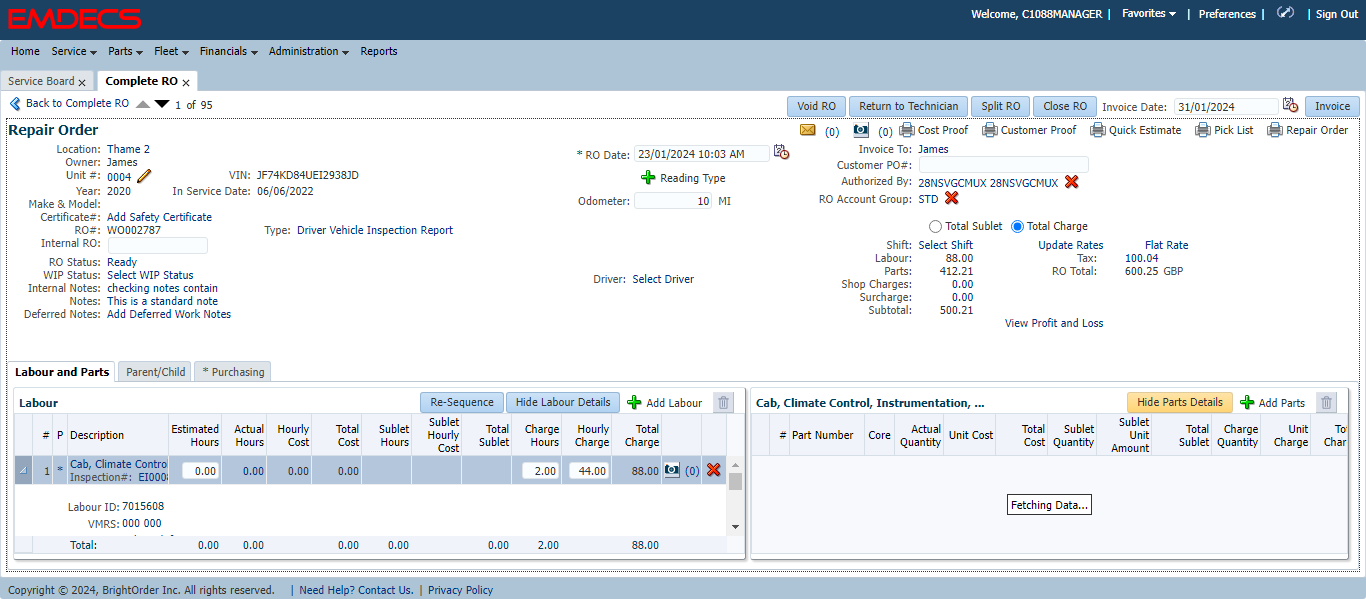 EMDECS
Welcome, C1088MANAGER | Favorites | Preferences | | Sign Out
Home Service Parts Fleet Financials Administration Reports
Service Board x Complete RO x
Back to Complete RO 1 of 95
Void RO Return to Technician Split RO Close RO Invoice Date: 31/01/2024 Invoice
Repair Order
(0) (0) Cost Proof Customer Proof Quick Estimate Pick List Repair Order
Location: Thame 2
Owner: James
Unit #: 0004 VIN: JF74KD84UEI2938JD
Year: 2020 In Service Date: 06/06/2022
Make & Model:
Certificate#: Add Safety Certificate
RO#: WO002787 Type: Driver Vehicle Inspection Report
Internal RO:
RO Status: Ready
WIP Status: Select WIP Status
Internal Notes: checking notes contain
Notes: This is a standard note
Deferred Notes: Add Deferred Work Notes
* RO Date: 23/01/2024 10:03 AM
Reading Type
Odometer: 10 MI
Driver: Select Driver
Invoice To: James
Customer PO#:
Authorized By: 28NSVGCMUX 28NSVGCMUX
RO Account Group: STD
Total Sublet Total Charge
Shift: Select Shift Update Rates Flat Rate
Labour: 88.00 Tax: 100.04
Parts: 412.21 RO Total: 600.25 GBP
Shop Charges: 0.00
Surcharge: 0.00
Subtotal: 500.21
View Profit and Loss
Labour and Parts Parent/Child * Purchasing
Labour Re-Sequence Hide Labour Details Add Labour
# P Description Estimated Hours Actual Hours Hourly Cost Total Cost Sublet Hours Sublet Hourly Cost Total Sublet Charge Hours Hourly Charge Total Charge
1 * Cab, Climate Contro 0.00 0.00 0.00 0.00 2.00 44.00 88.00 (0)
Inspection#: EI000
Labour ID: 7015608
VMRS: 000 000
Total: 0.00 0.00 0.00 0.00 0.00 2.00 88.00
Cab, Climate Control, Instrumentation, ... Hide Parts Details Add Parts
# Part Number Core Actual Quantity Unit Cost Total Cost Sublet Quantity Sublet Unit Amount Total Sublet Charge Quantity Unit Charge Tot Char
Fetching Data...
Copyright © 2024, BrightOrder Inc. All rights reserved. | Need Help? Contact Us. | Privacy Policy